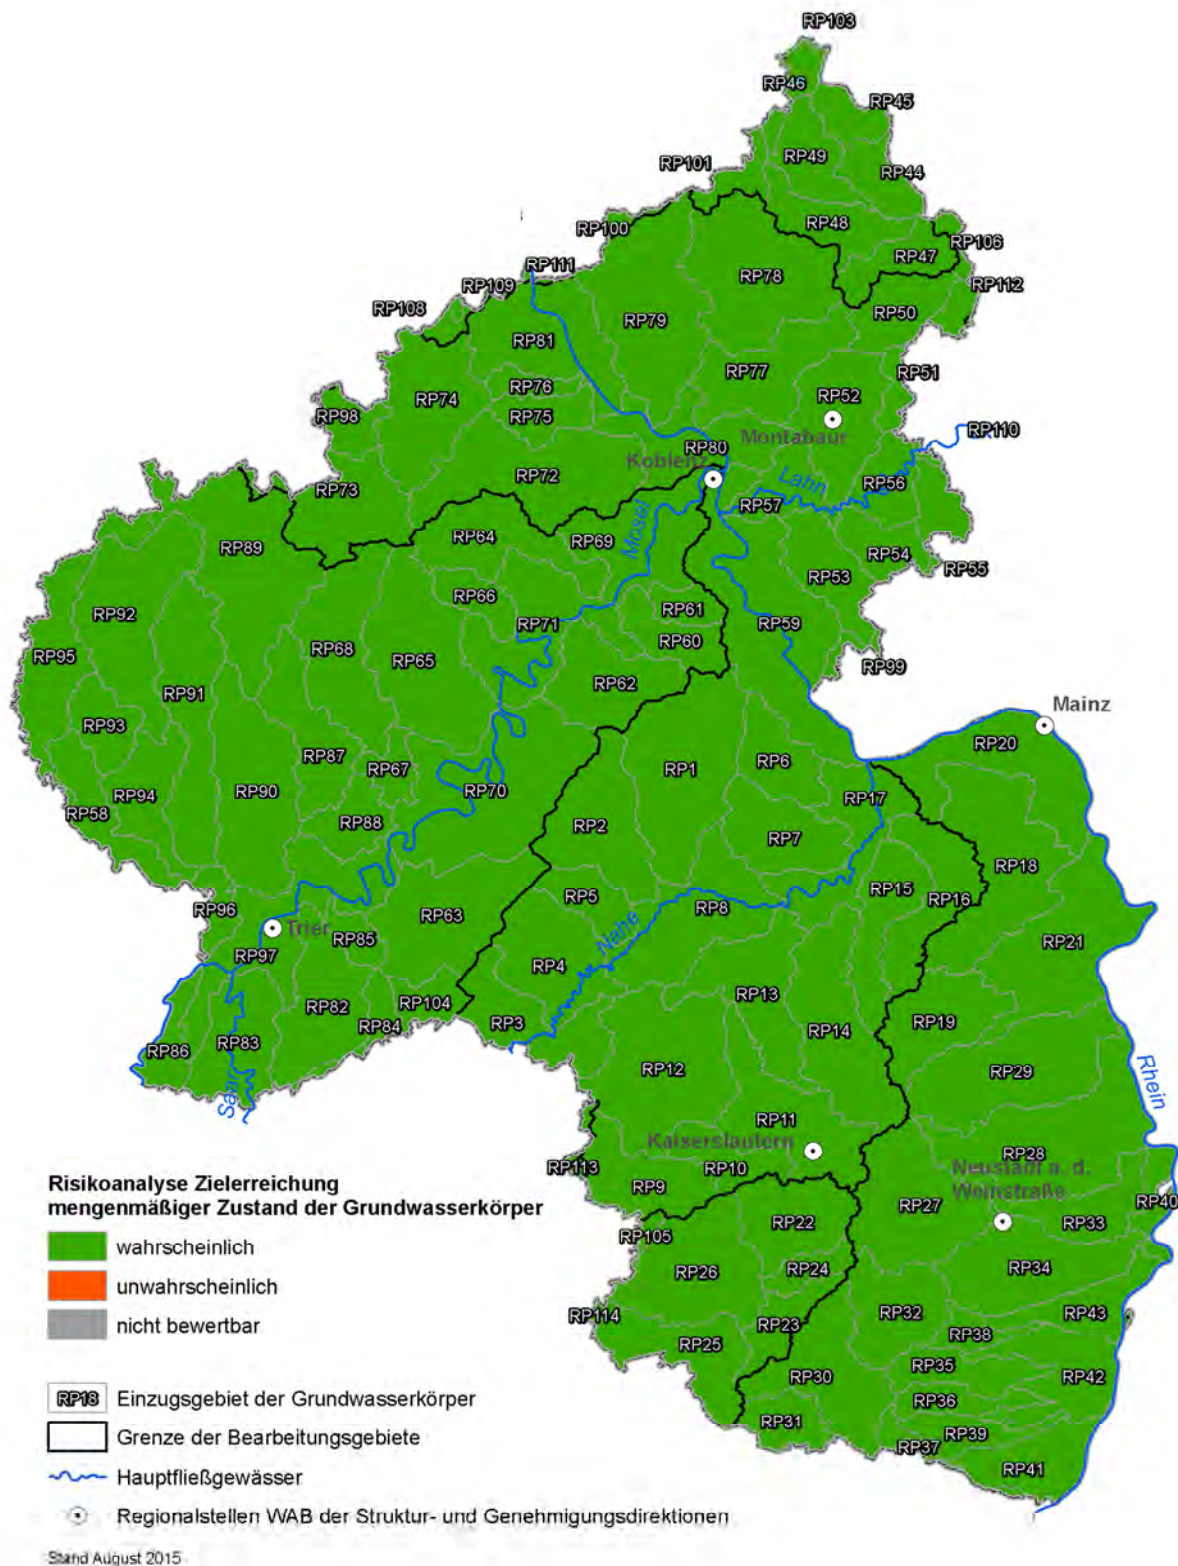 RP103
RP46
RP45
RP49
RP101
RP44
RP48
RP100
RP106
RP47
RP111
RP78
RP109
RP112
RP108
RP50
RP79
RP81
RP77
RP51
RP76
RP52
RP74
RP98
RP75
RP110
Montabaur
RP80
Koblenz
RP72
Lahn
RP56
RP73
RP57
Mosel
RP64
RP69
RP89
RP54
RP55
RP53
RP66
RP61
RP92
RP71
RP59
RP60
RP68
RP95
RP65
RP99
RP62
RP91
Mainz
RP93
RP20
RP87
RP67
RP1
RP6
RP70
RP90
RP94
RP17
RP58
RP88
RP2
RP7
RP18
RP5
RP15
RP16
RP96
RP8
RP63
Trier
Nahe
RP85
RP21
RP97
RP4
RP13
RP82
RP104
RP3
RP84
RP14
RP19
RP83
RP86
RP12
RP29
Saar
Rhein
RP11
Kaiserslautern
RP28
Neustadt a. d.
Weinstraße
RP113
RP10
RP9
RP40
RP27
RP22
RP33
RP105
RP26
RP24
RP34
RP114
RP32
RP43
RP23
RP25
RP38
RP35
RP30
RP42
RP36
RP31
RP39
RP37
RP41
Risikoanalyse Zielerreichung
mengenmäßiger Zustand der Grundwasserkörper
wahrscheinlich
unwahrscheinlich
nicht bewertbar
RP18 Einzugsgebiet der Grundwasserkörper
Grenze der Bearbeitungsgebiete
Hauptfließgewässer
Regionalstellen WAB der Struktur- und Genehmigungsdirektionen
Stand August 2015